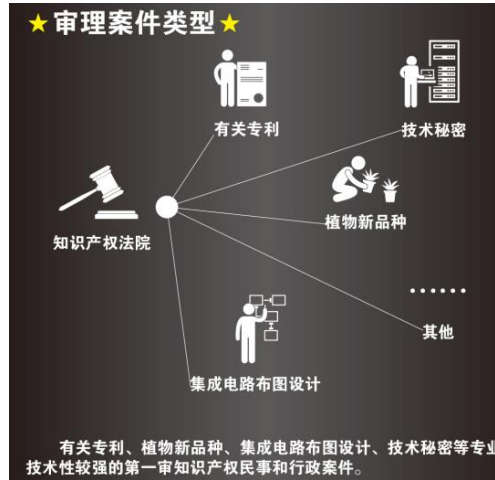 ★审理案件类型★
有关专利
技术秘密
知识产权法院
植物新品种
······
其他
集成电路布图设计
有关专利、植物新品种、集成电路布图设计、技术秘密等专业
技术性较强的第一审知识产权民事和行政案件。